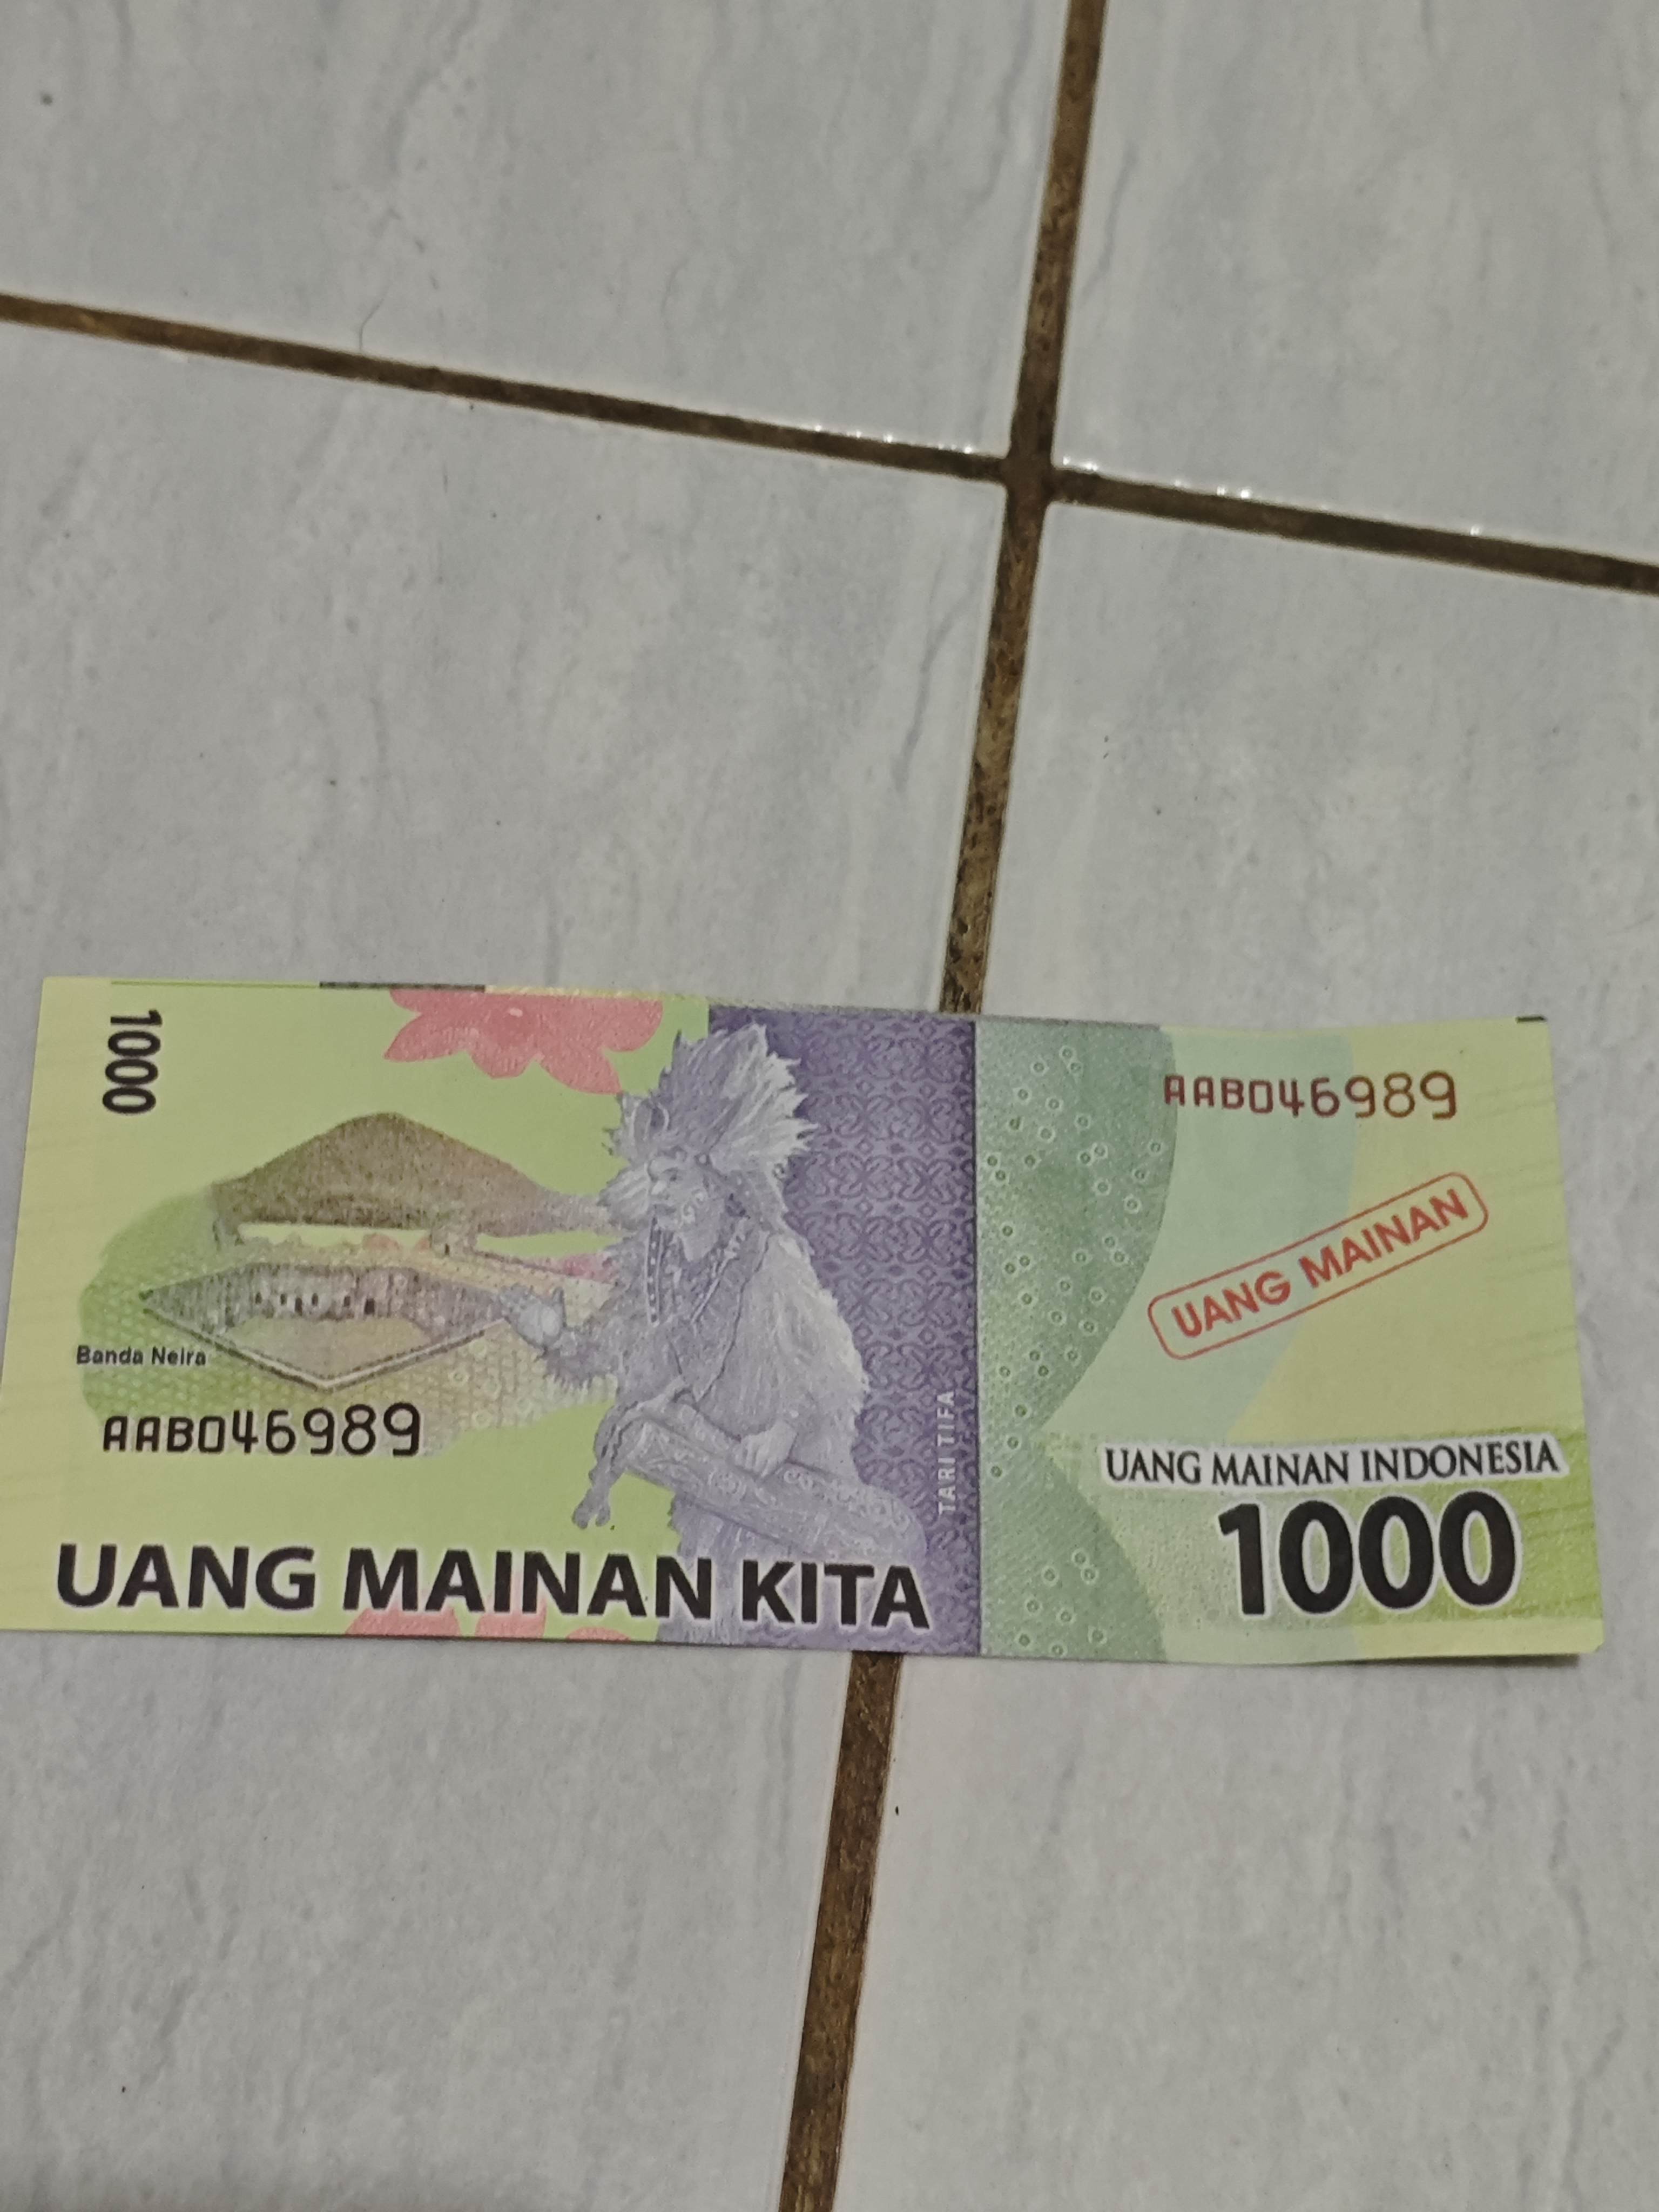 1000
AAB046989
UANG MAINAN
Banda Neira
AAB046989
TARI TIFA
UANG MAINAN INDONESIA
1000
UANG MAINAN KITA